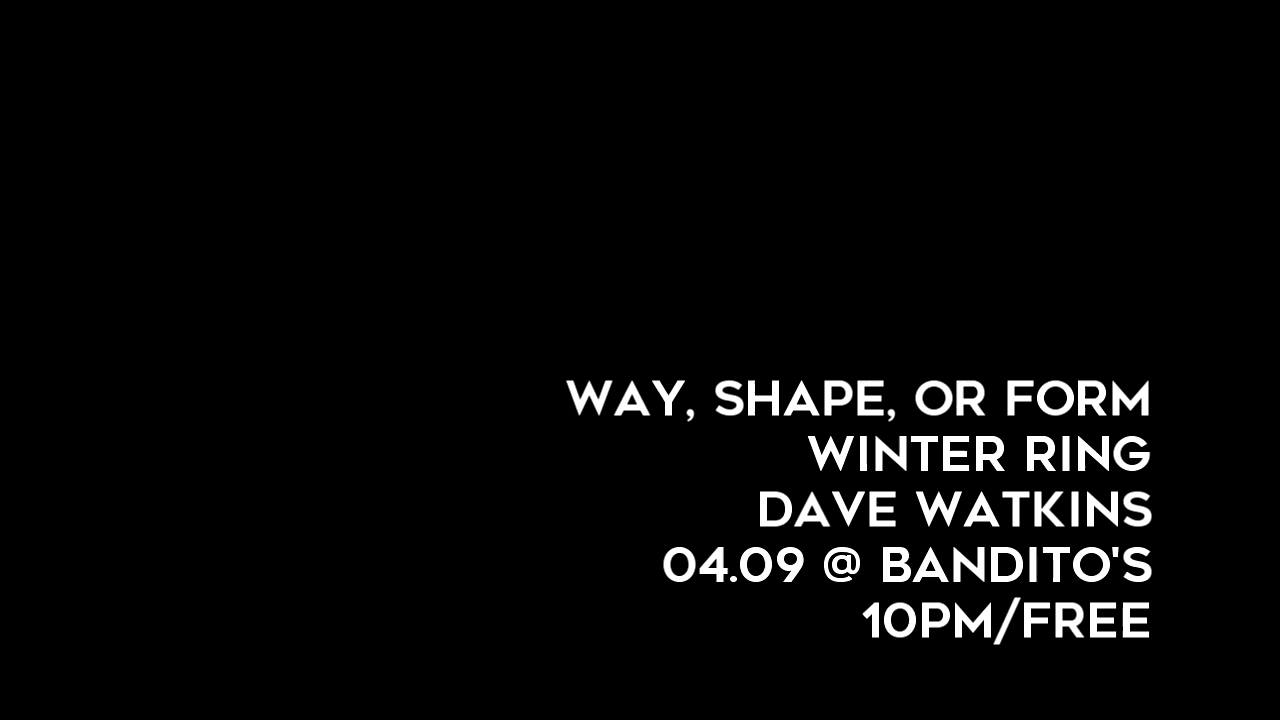 WAY, SHAPE, OR FORM
WINTER RING
DAVE WATKINS
04.09 @ BANDITO'S
10PM/FREE